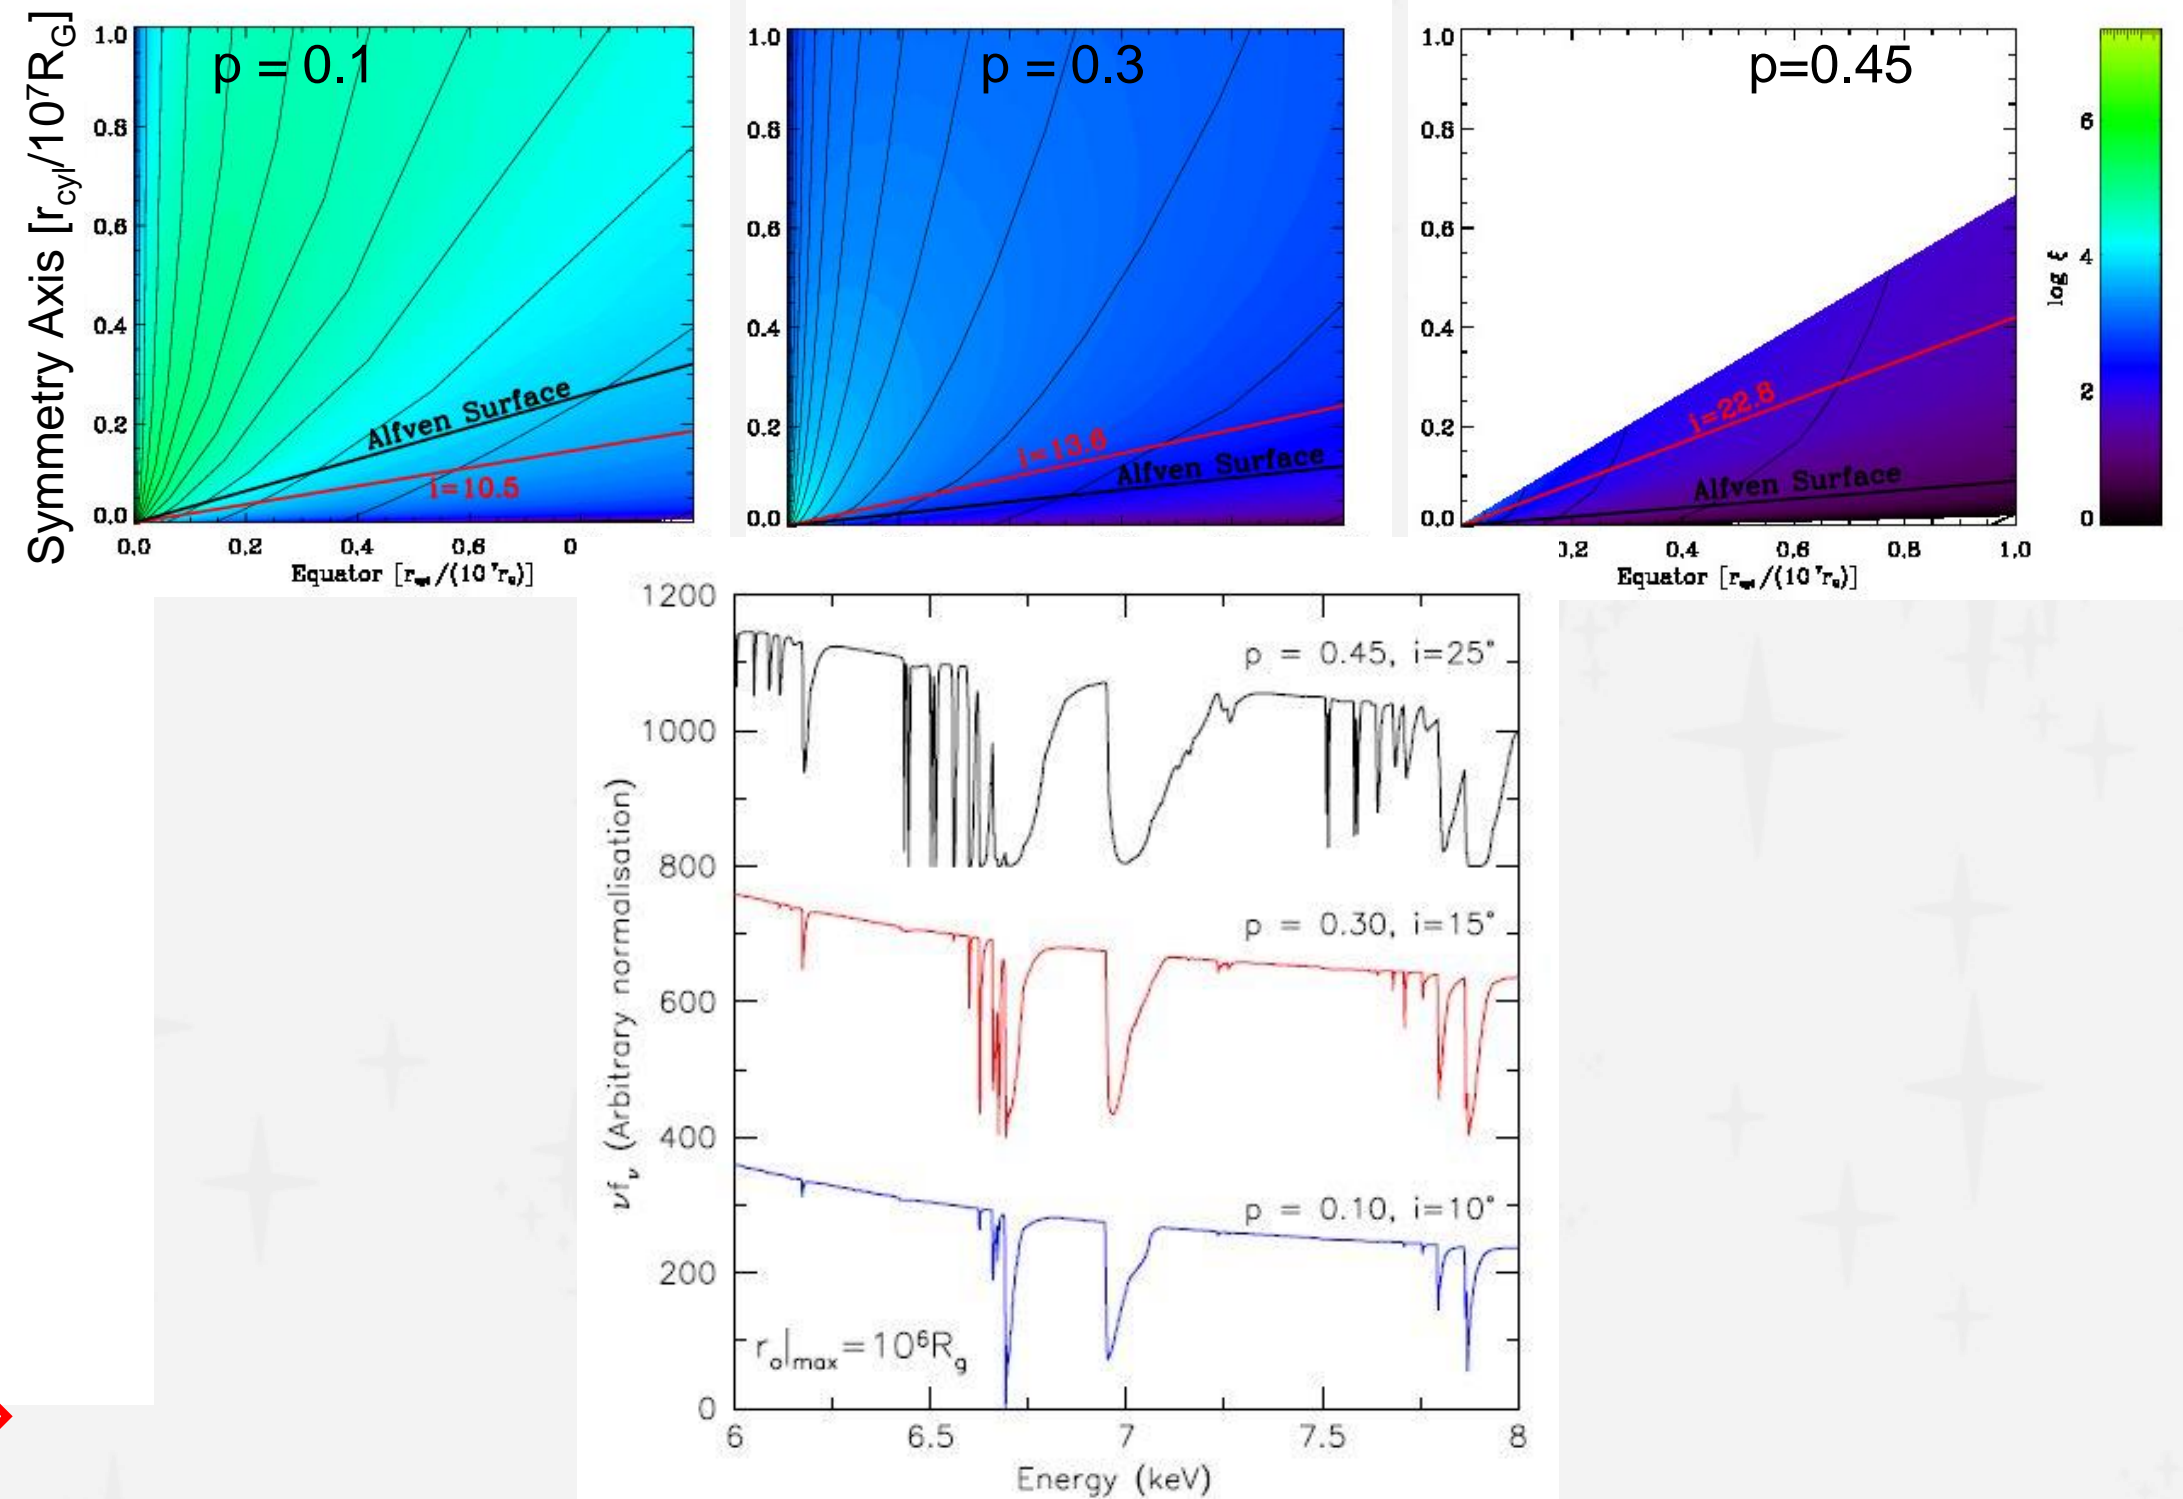 Symmetry Axis [r_cyl/10^7R_G]
p = 0.1
1.0
0.8
0.6
0.4
0.2
0.0
Alfven Surface
i=10.5
0.0 0.2 0.4 0.6 0
Equator
p = 0.3
1.0
0.8
0.6
0.4
0.2
0.0
i=13.6
Alfven Surface
p=0.45
1.0
0.8
0.6
0.4
0.2
0.0
i=22.8
Alfven Surface
0.2 0.4 0.6 0.8 1.0
Equator
6
4
2
0
log ξ
νf_ν (Arbitrary normalisation)
1200
1000
800
600
400
200
0
p = 0.45, i=25°
p = 0.30, i=15°
p = 0.10, i=10°
r_o|_max=10^6R_g
6 6.5 7 7.5 8
Energy (keV)